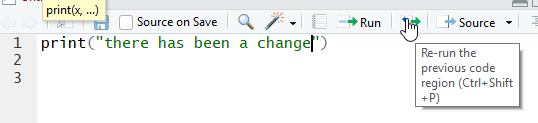 print(x, ...)
Source on Save
Run
Source
1 print("there has been a change")
2
3
Re-run the
previous code
region (Ctrl+Shift
+P)